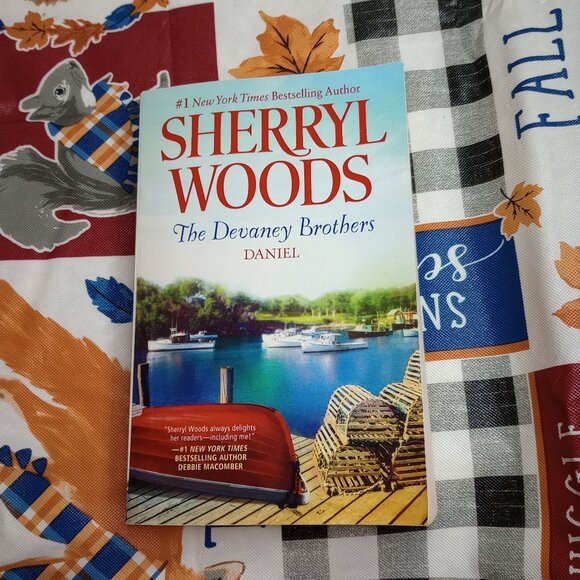 #1 New York Times Bestselling Author
SHERRYL
WOODS
The Devaney Brothers
DANIEL
"Sherryl Woods always delights
her readers—including me!"
—#1 NEW YORK TIMES
BESTSELLING AUTHOR
DEBBIE MACOMBER
FALL